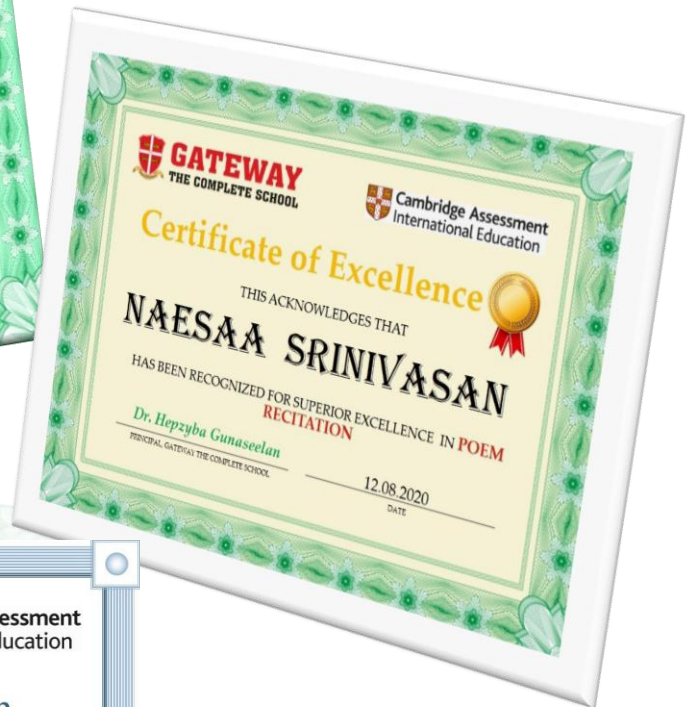 GATEWAY
THE COMPLETE SCHOOL
Cambridge Assessment
International Education
Certificate of Excellence
THIS ACKNOWLEDGES THAT
NAESAA SRINIVASAN
HAS BEEN RECOGNIZED FOR SUPERIOR EXCELLENCE IN POEM
RECITATION
Dr. Hepzyba Gunaseelan
PRINCIPAL, GATEWAY THE COMPLETE SCHOOL
12.08.2020
DATE
essment
ducation